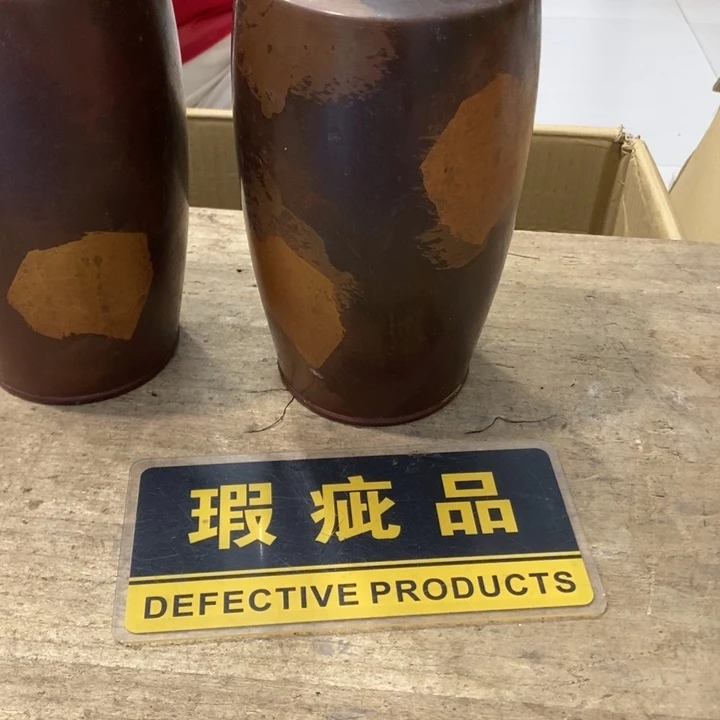 瑕疵品
DEFECTIVE PRODUCTS